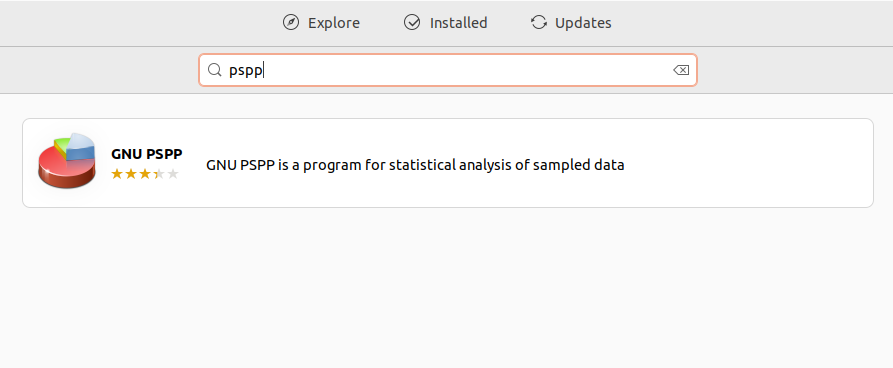 Explore Installed Updates
pspp
GNU PSPP
GNU PSPP is a program for statistical analysis of sampled data